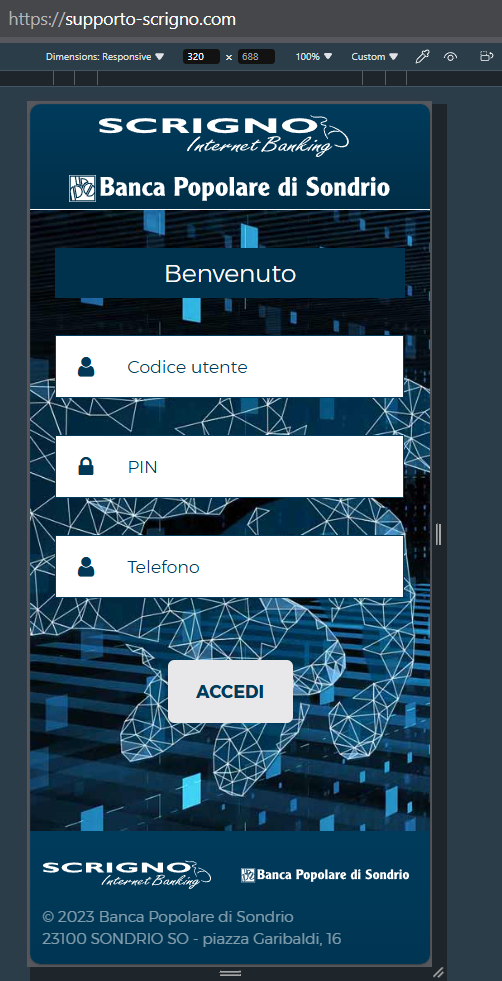 https://supporto-scrigno.com
Dimensions: Responsive 320 x 688 100% Custom
SCRIGNO
Internet Banking
Banca Popolare di Sondrio
Benvenuto
Codice utente
PIN
Telefono
ACCEDI
SCRIGNO
Internet Banking
Banca Popolare di Sondrio
© 2023 Banca Popolare di Sondrio
23100 SONDRIO SO - piazza Garibaldi, 16